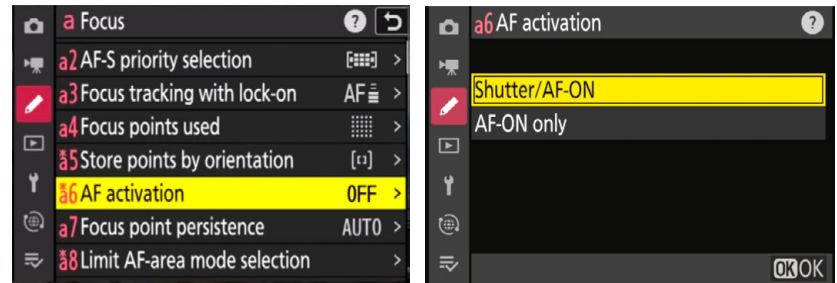 a Focus ?
a2 AF-S priority selection >
a3 Focus tracking with lock-on AF >
a4 Focus points used >
*a5 Store points by orientation >
*a6 AF activation OFF >
a7 Focus point persistence AUTO >
*a8 Limit AF-area mode selection >
a6 AF activation ?
Shutter/AF-ON
AF-ON only
OK OK